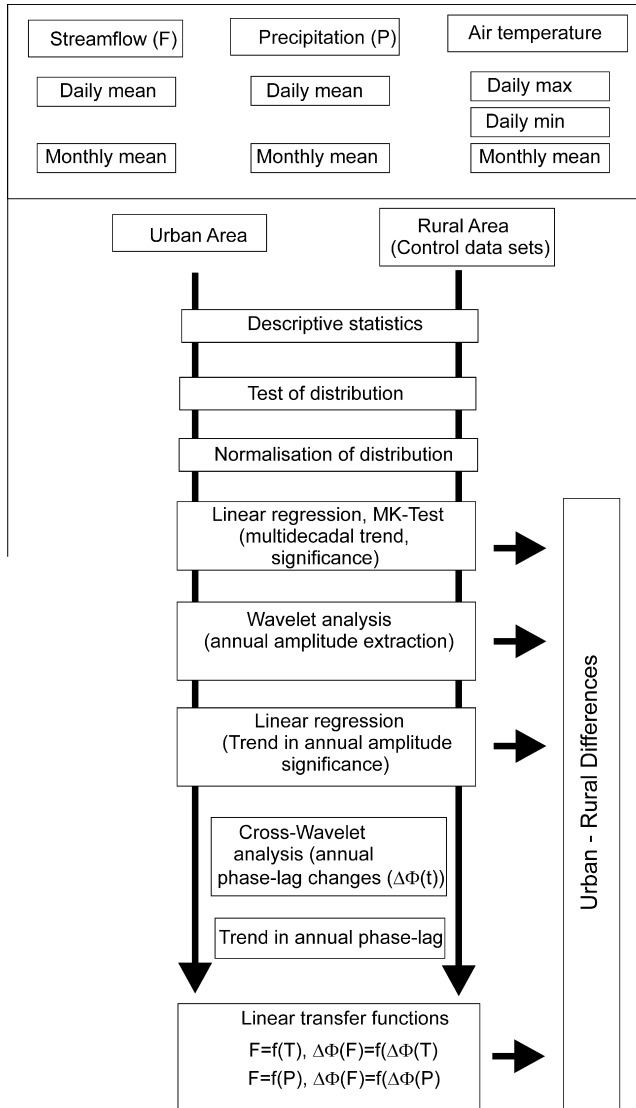 Streamflow (F)
Precipitation (P)
Air temperature
Daily mean
Daily mean
Daily max
Daily min
Monthly mean
Monthly mean
Monthly mean
Urban Area
Rural Area
(Control data sets)
Descriptive statistics
Test of distribution
Normalisation of distribution
Linear regression, MK-Test
(multidecadal trend,
significance)
Wavelet analysis
(annual amplitude extraction)
Linear regression
(Trend in annual amplitude
significance)
Cross-Wavelet
analysis (annual
phase-lag changes (ΔΦ(t))
Trend in annual phase-lag
Linear transfer functions
F=f(T), ΔΦ(F)=f(ΔΦ(T)
F=f(P), ΔΦ(F)=f(ΔΦ(P)
Urban - Rural Differences